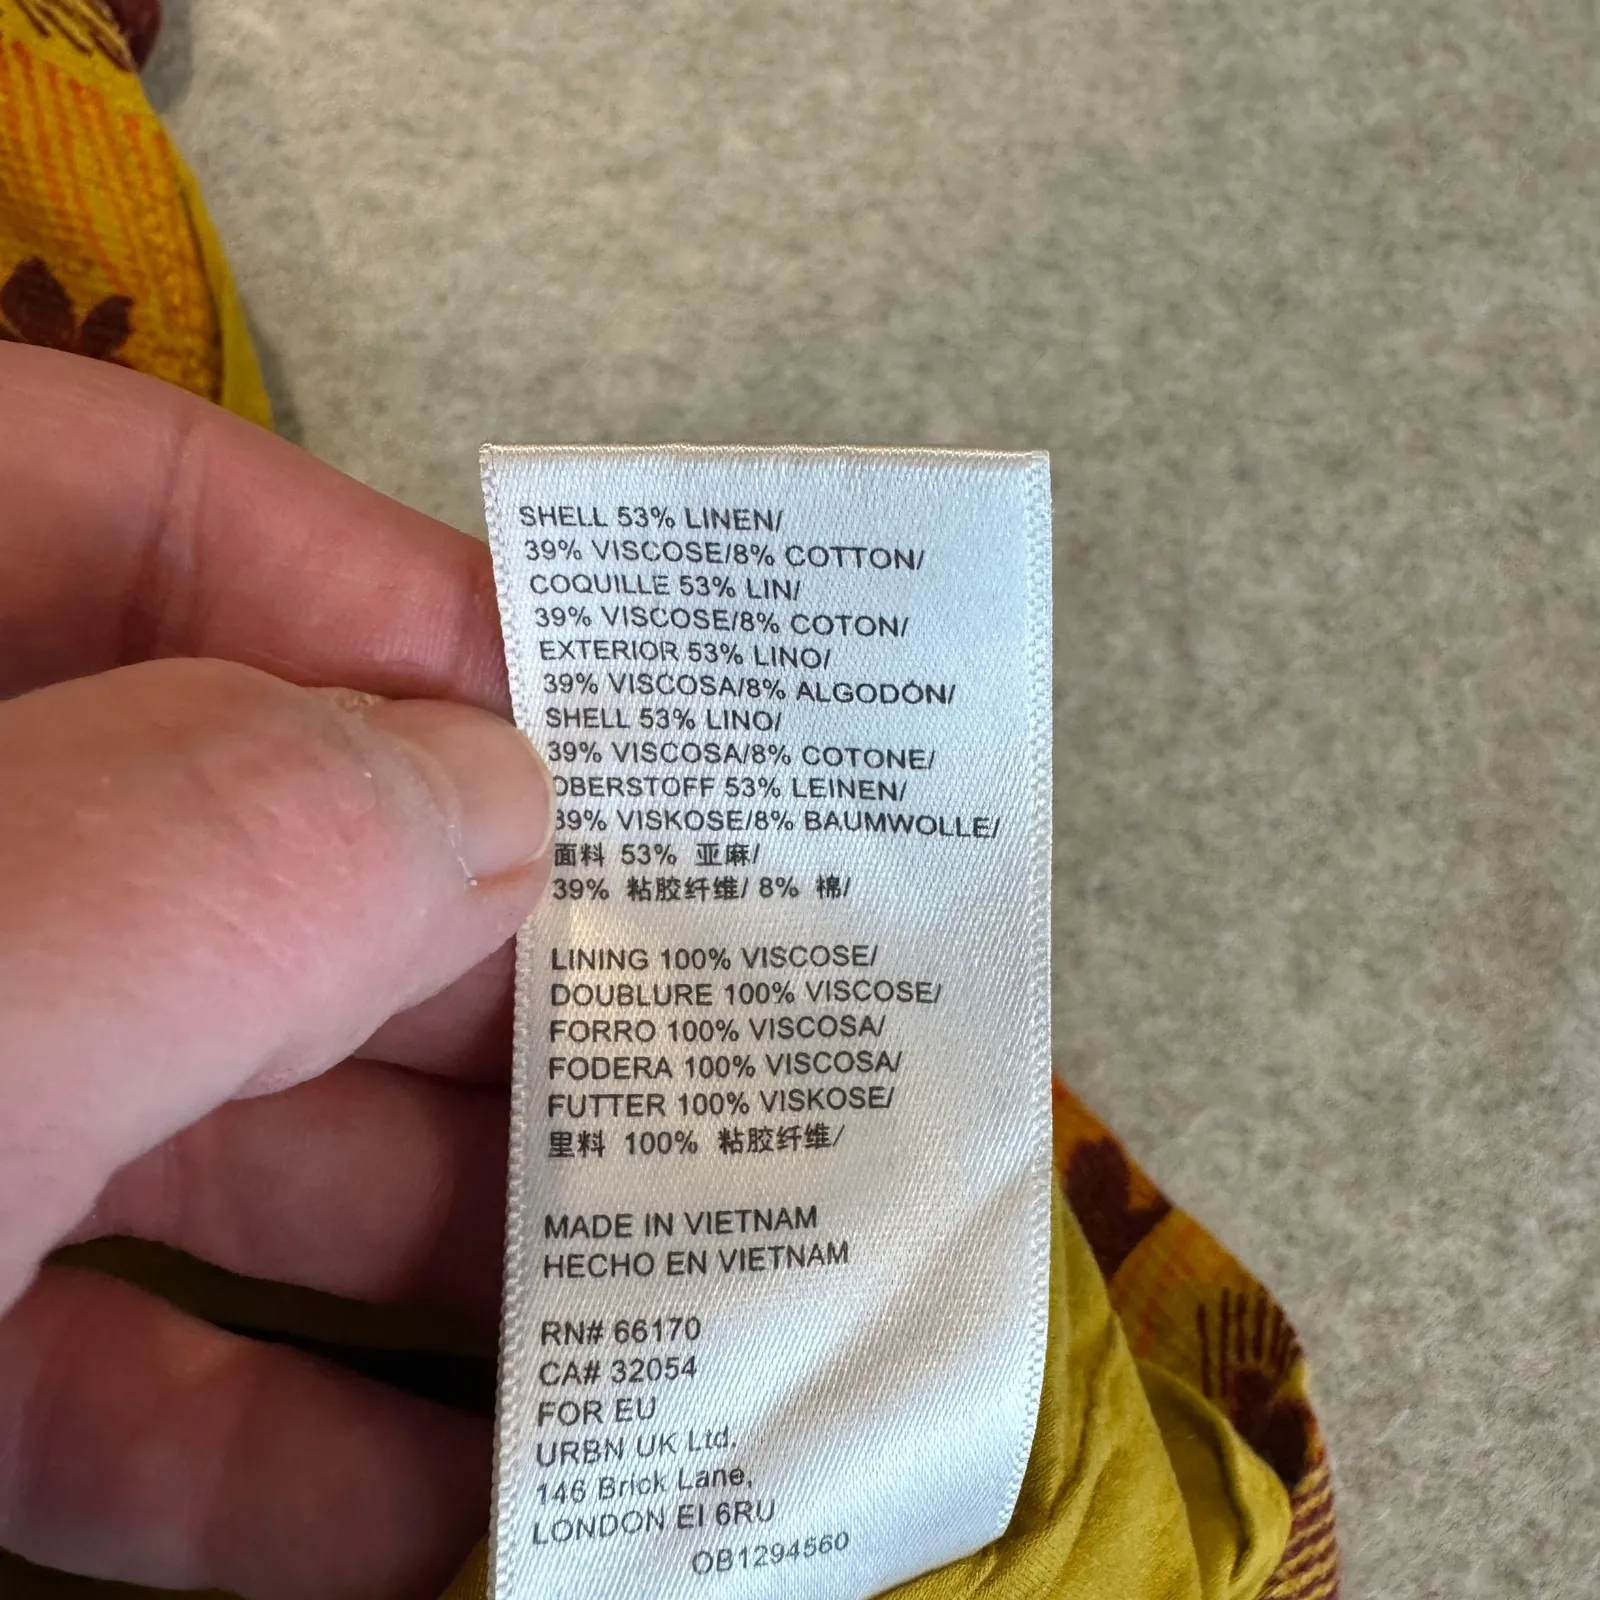 SHELL 53% LINEN/
39% VISCOSE/8% COTTON/
COQUILLE 53% LIN/
39% VISCOSE/8% COTON/
EXTERIOR 53% LINO/
39% VISCOSA/8% ALGODÓN/
SHELL 53% LINO/
39% VISCOSA/8% COTONE/
OBERSTOFF 53% LEINEN/
39% VISKOSE/8% BAUMWOLLE/
面料 53% 亚麻/
39% 粘胶纤维/ 8% 棉/
LINING 100% VISCOSE/
DOUBLURE 100% VISCOSE/
FORRO 100% VISCOSA/
FODERA 100% VISCOSA/
FUTTER 100% VISKOSE/
里料 100% 粘胶纤维/
MADE IN VIETNAM
HECHO EN VIETNAM
RN# 66170
CA# 32054
FOR EU
URBN UK Ltd.
146 Brick Lane,
LONDON EI 6RU
OB1294560